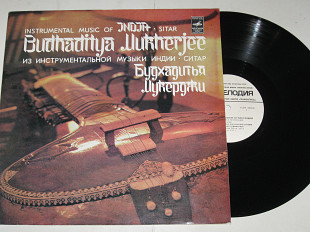 INSTRUMENTAL MUSIC OF INDIA · SITAR
Budhaditya Mukherjee
ИЗ ИНСТРУМЕНТАЛЬНОЙ МУЗЫКИ ИНДИИ · СИТАР
Будхадитья
Мукерджи
МЕЛОДИЯ